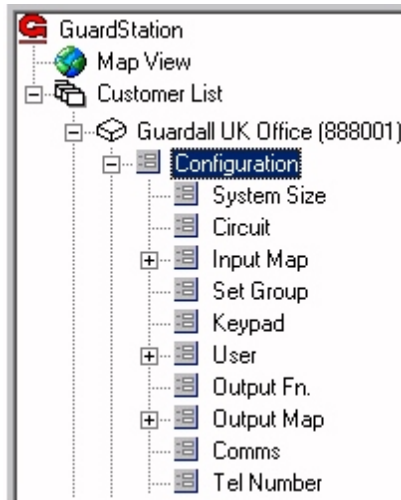 GuardStation
Map View
Customer List
Guardall UK Office (888001)
Configuration
System Size
Circuit
Input Map
Set Group
Keypad
User
Output Fn.
Output Map
Comms
Tel Number